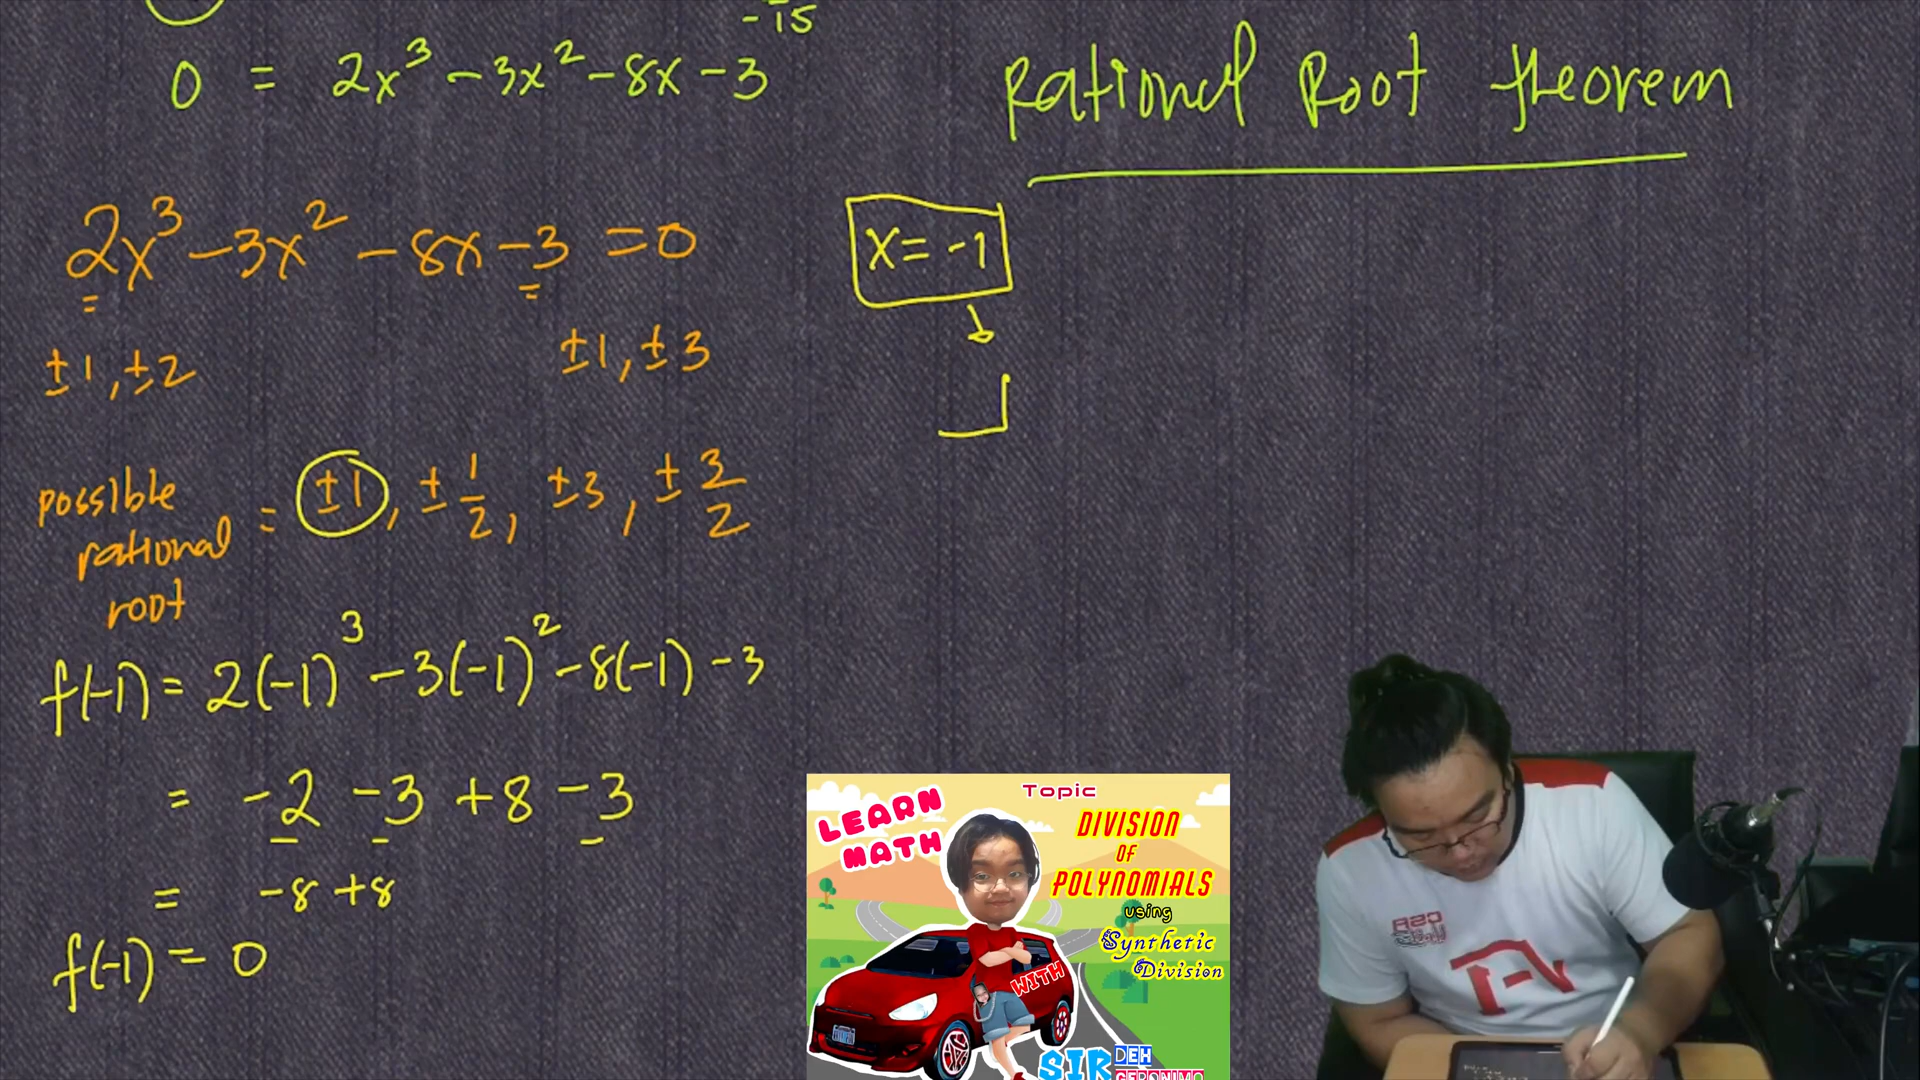 -15
0 = 2x³ - 3x² - 8x - 3
Rational Root theorem
2x³ - 3x² - 8x - 3 = 0
x = -1
±1, ±2
±1, ±3
possible rational root = ±1, ± 1/2, ±3, ± 3/2
f(-1) = 2(-1)³ - 3(-1)² - 8(-1) - 3
= -2 - 3 + 8 - 3
= -8 + 8
f(-1) = 0
LEARN
MATH
WITH
SIR
DEH
GERONIMO
Topic
DIVISION
OF
POLYNOMIALS
using
Synthetic
Division